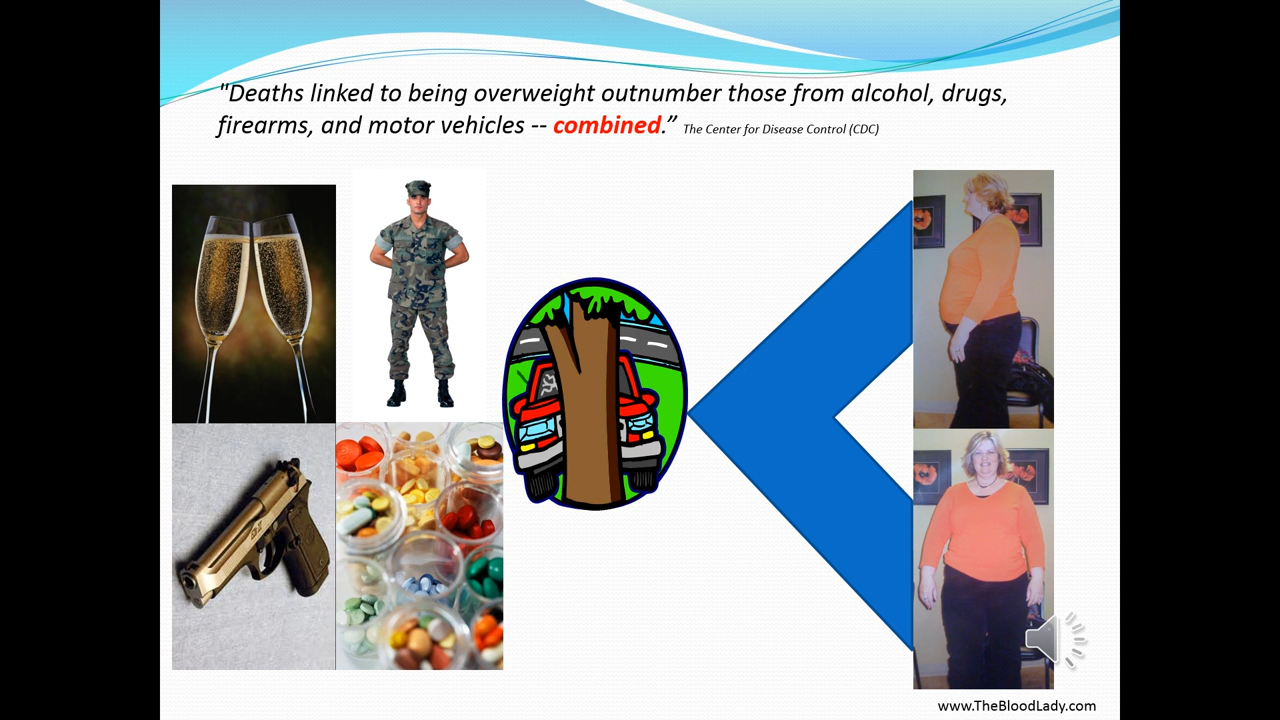 "Deaths linked to being overweight outnumber those from alcohol, drugs,
firearms, and motor vehicles -- combined.” The Center for Disease Control (CDC)
www.TheBloodLady.com